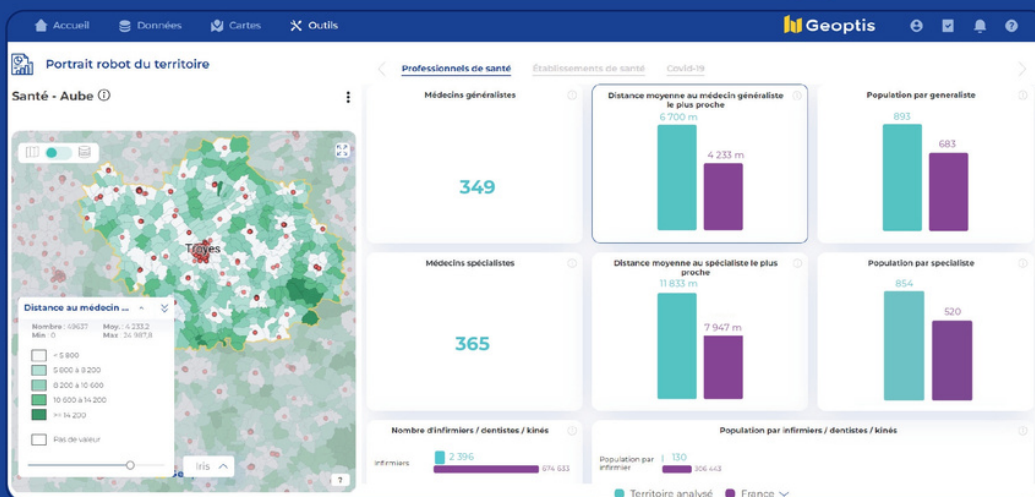 Accueil
Données
Cartes
Outils
Geoptis
Portrait robot du territoire
Professionnels de santé
Établissements de santé
Covid-19
Santé - Aube
Médecins généralistes
349
Distance moyenne au médecin généraliste
le plus proche
6 700 m
4 233 m
Population par generaliste
893
683
Troyes
Médecins spécialistes
365
Distance moyenne au spécialiste le plus
proche
11 833 m
7 947 m
Population par specialiste
854
520
Distance au médecin ...
Nombre : 49627
Moy. : 4 233,2
Min : 0
Max : 24 987,8
< 5 800
5 800 à 8 200
8 200 à 10 600
10 600 à 14 200
>= 14 200
Pas de valeur
Iris
?
Nombre d'infirmiers / dentistes / kinés
Infirmiers
2 396
674 633
Population par infirmiers / dentistes / kinés
Population par
infirmier
130
206 443
Territoire analysé
France